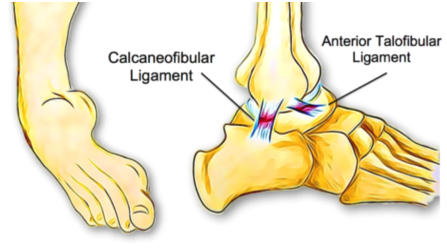 Calcaneofibular
Ligament
Anterior Talofibular
Ligament